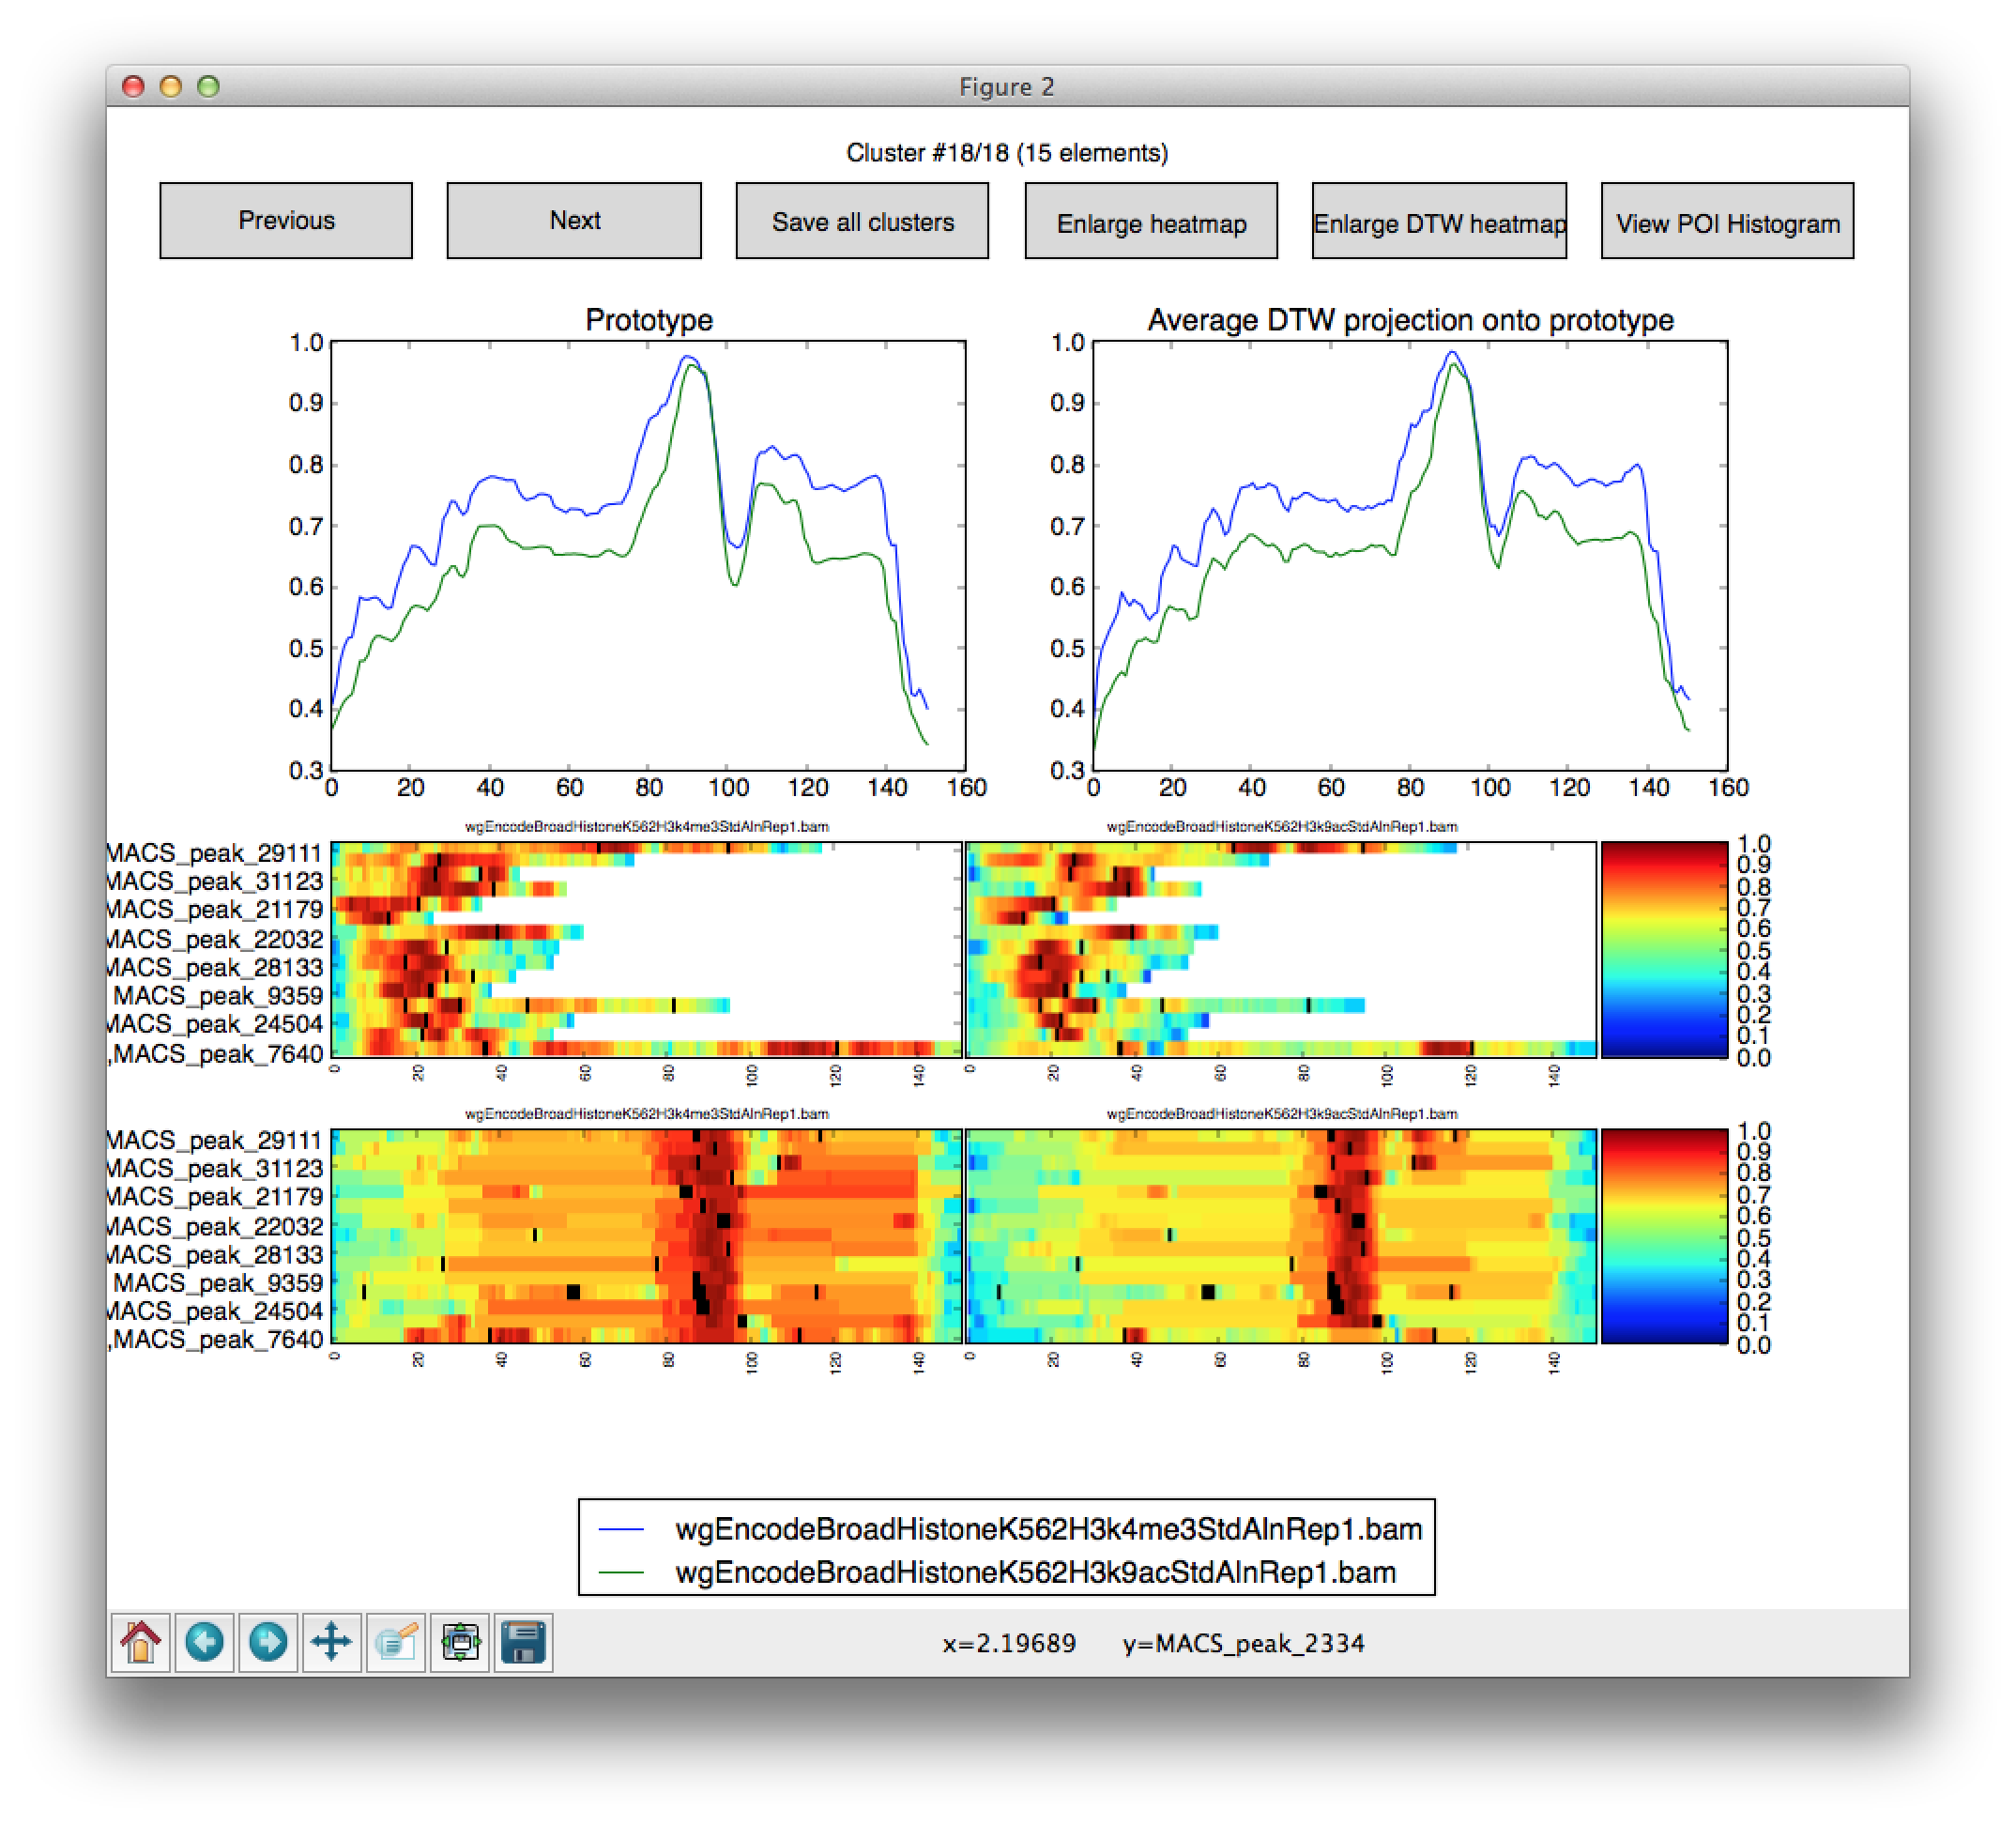 Figure 2
Cluster #18/18 (15 elements)
Previous Next Save all clusters Enlarge heatmap Enlarge DTW heatmap View POI Histogram
Prototype
1.0
0.9
0.8
0.7
0.6
0.5
0.4
0.3
0 20 40 60 80 100 120 140 160
Average DTW projection onto prototype
1.0
0.9
0.8
0.7
0.6
0.5
0.4
0.3
0 20 40 60 80 100 120 140 160
wgEncodeBroadHistoneK562H3k4me3StdAlnRep1.bam
wgEncodeBroadHistoneK562H3k9acStdAlnRep1.bam
MACS_peak_29111
MACS_peak_31123
MACS_peak_21179
MACS_peak_22032
MACS_peak_28133
MACS_peak_9359
MACS_peak_24504
,MACS_peak_7640
0 20 40 60 80 100 120 140
0 20 40 60 80 100 120 140
1.0
0.9
0.8
0.7
0.6
0.5
0.4
0.3
0.2
0.1
0.0
wgEncodeBroadHistoneK562H3k4me3StdAlnRep1.bam
wgEncodeBroadHistoneK562H3k9acStdAlnRep1.bam
MACS_peak_29111
MACS_peak_31123
MACS_peak_21179
MACS_peak_22032
MACS_peak_28133
MACS_peak_9359
MACS_peak_24504
,MACS_peak_7640
0 20 40 60 80 100 120 140
0 20 40 60 80 100 120 140
1.0
0.9
0.8
0.7
0.6
0.5
0.4
0.3
0.2
0.1
0.0
wgEncodeBroadHistoneK562H3k4me3StdAlnRep1.bam
wgEncodeBroadHistoneK562H3k9acStdAlnRep1.bam
x=2.19689 y=MACS_peak_2334